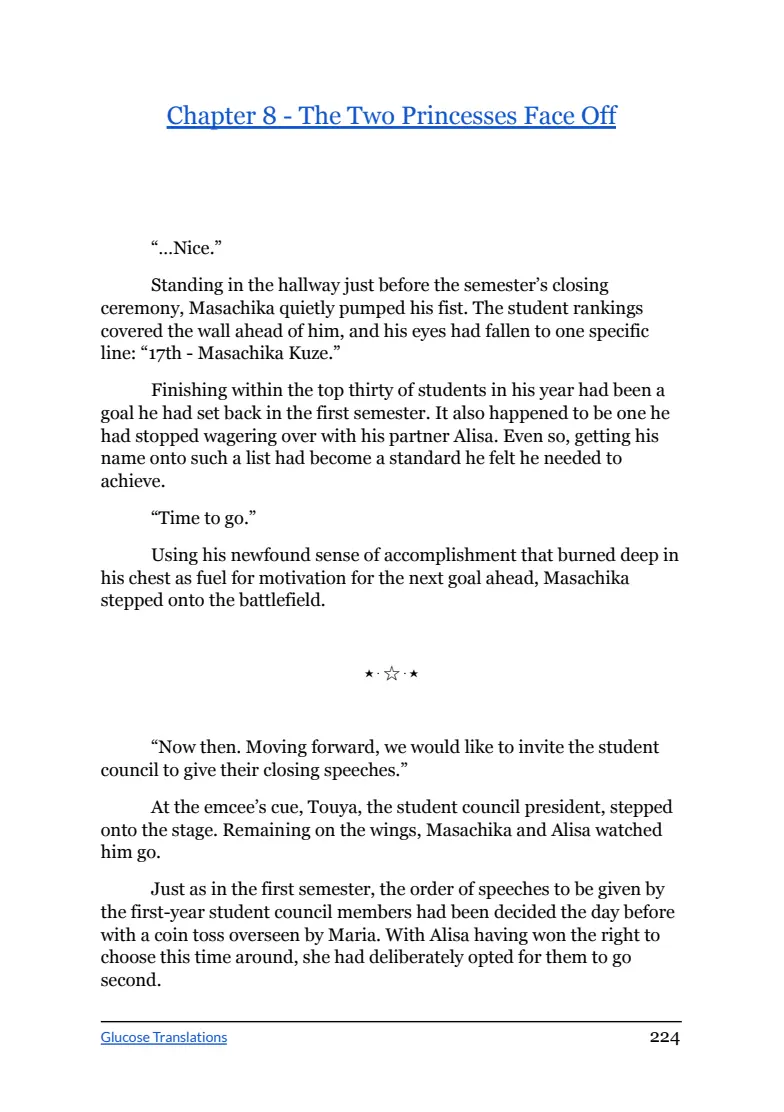 Chapter 8 - The Two Princesses Face Off
“...Nice.”
Standing in the hallway just before the semester’s closing
ceremony, Masachika quietly pumped his fist. The student rankings
covered the wall ahead of him, and his eyes had fallen to one specific
line: “17th - Masachika Kuze.”
Finishing within the top thirty of students in his year had been a
goal he had set back in the first semester. It also happened to be one he
had stopped wagering over with his partner Alisa. Even so, getting his
name onto such a list had become a standard he felt he needed to
achieve.
“Time to go.”
Using his newfound sense of accomplishment that burned deep in
his chest as fuel for motivation for the next goal ahead, Masachika
stepped onto the battlefield.
★·☆·★
“Now then. Moving forward, we would like to invite the student
council to give their closing speeches.”
At the emcee’s cue, Touya, the student council president, stepped
onto the stage. Remaining on the wings, Masachika and Alisa watched
him go.
Just as in the first semester, the order of speeches to be given by
the first-year student council members had been decided the day before
with a coin toss overseen by Maria. With Alisa having won the right to
choose this time around, she had deliberately opted for them to go
second.
Glucose Translations 224